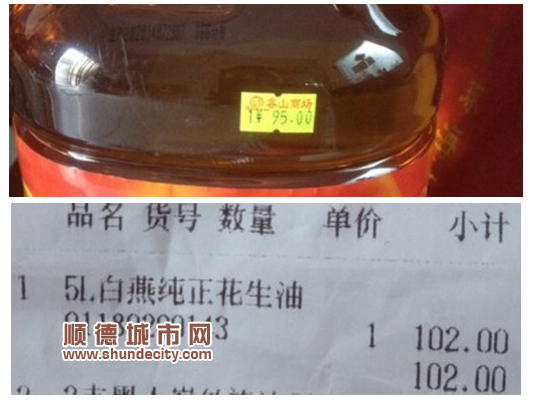 容山商场
1¥ 95.00
品名 货号 数量 单价 小计
1 5L白燕纯正花生油
1 102.00
102.00
顺德城市网
www.shundecity.com